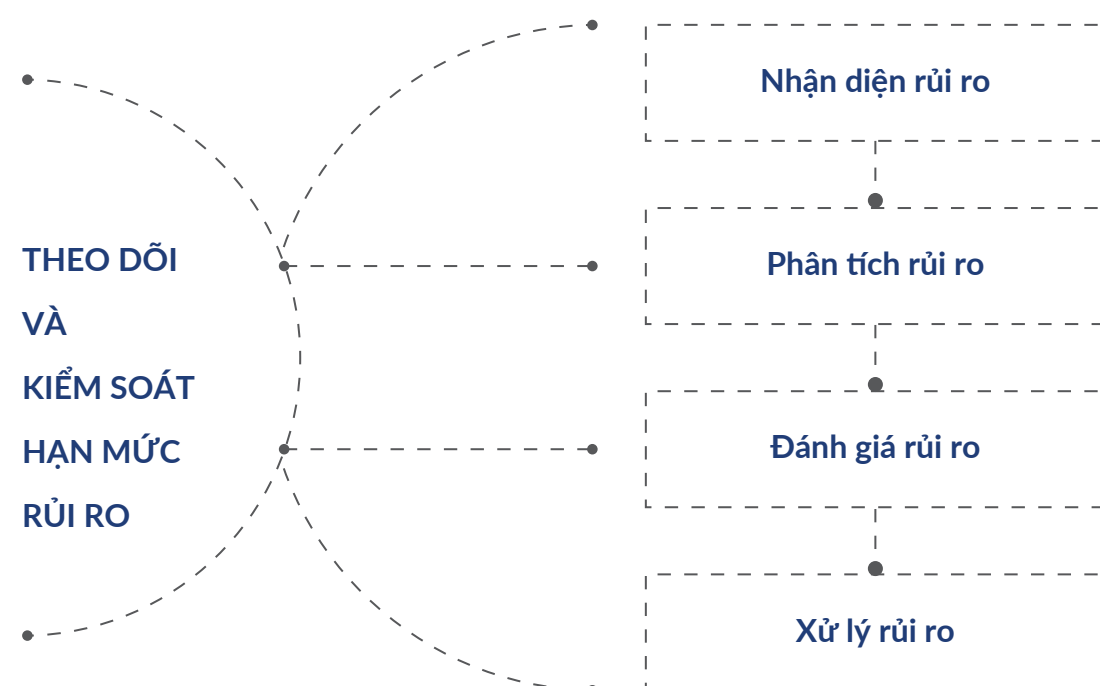 THEO DÕI
VÀ
KIỂM SOÁT
HẠN MỨC
RỦI RO
Nhận diện rủi ro
Phân tích rủi ro
Đánh giá rủi ro
Xử lý rủi ro